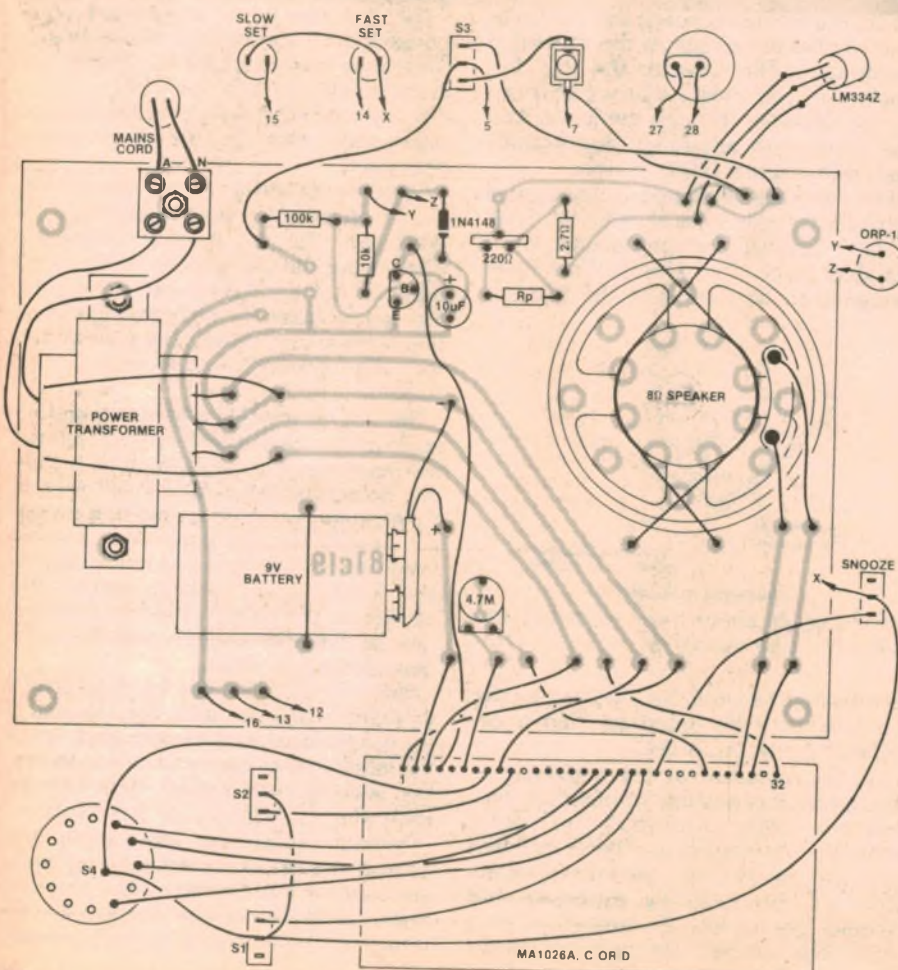 SLOW
SET
FAST
SET
S3
15
14
X
5
7
27
28
LM334Z
MAINS
CORD
A
N
100k
Y
Z
1N4148
10k
C
B
E
+
10µF
220Ω
2.7Ω
Rp
ORP-1
Y
Z
POWER
TRANSFORMER
8Ω SPEAKER
-
+
9V
BATTERY
81cl9
4.7M
SNOOZE
X
16
13
12
1
32
S2
S4
S1
MA1026A, C OR D